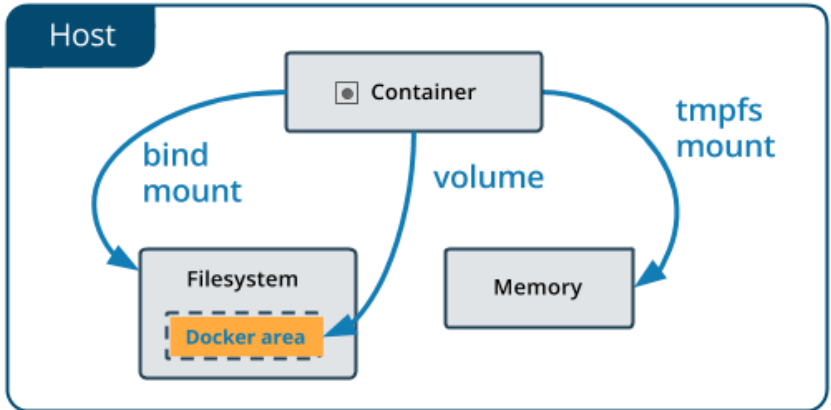 Host
Container
bind
mount
volume
tmpfs
mount
Filesystem
Docker area
Memory